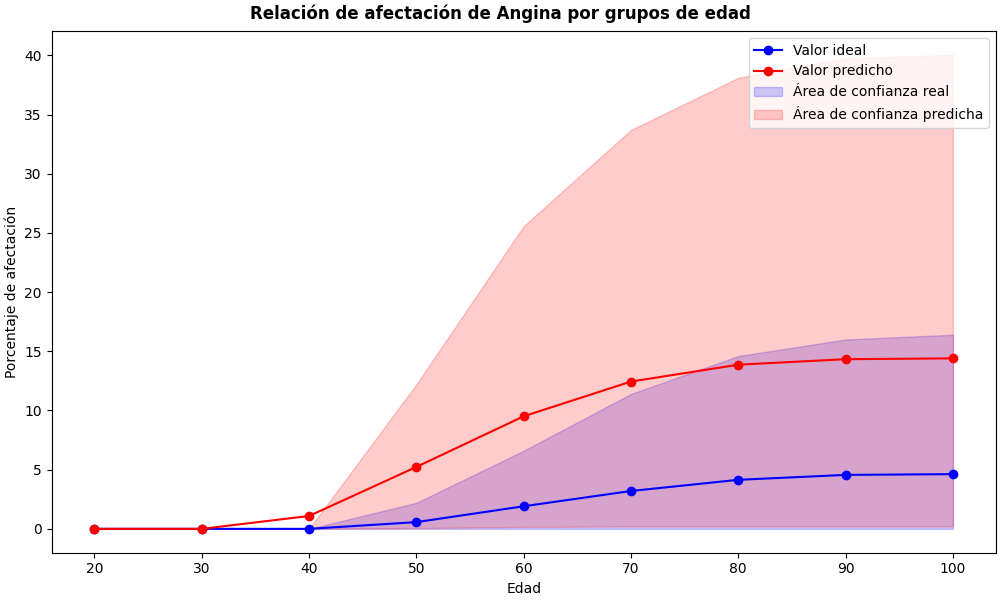 Relación de afectación de Angina por grupos de edad
Valor ideal
Valor predicho
Área de confianza real
Área de confianza predicha
Porcentaje de afectación
40
35
30
25
20
15
10
5
0
20 30 40 50 60 70 80 90 100
Edad